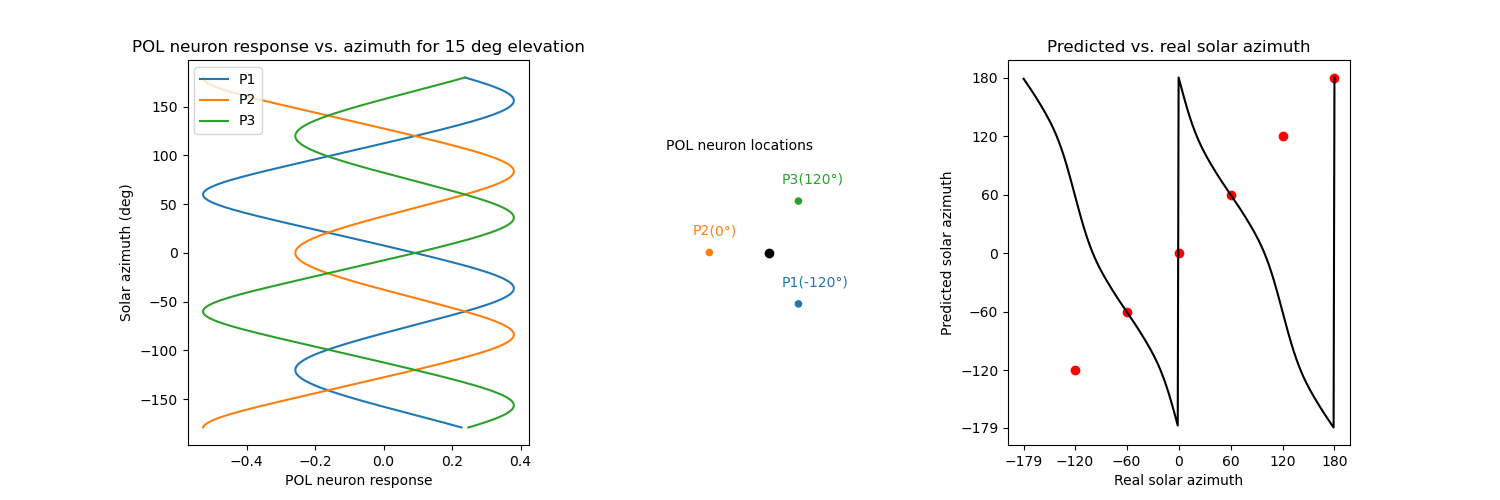 POL neuron response vs. azimuth for 15 deg elevation
P1
P2
P3
150
100
50
0
−50
−100
−150
Solar azimuth (deg)
−0.4 −0.2 0.0 0.2 0.4
POL neuron response
POL neuron locations
P3(120°)
P2(0°)
P1(-120°)
Predicted vs. real solar azimuth
180
120
60
0
−60
−120
−179
Predicted solar azimuth
−179 −120 −60 0 60 120 180
Real solar azimuth